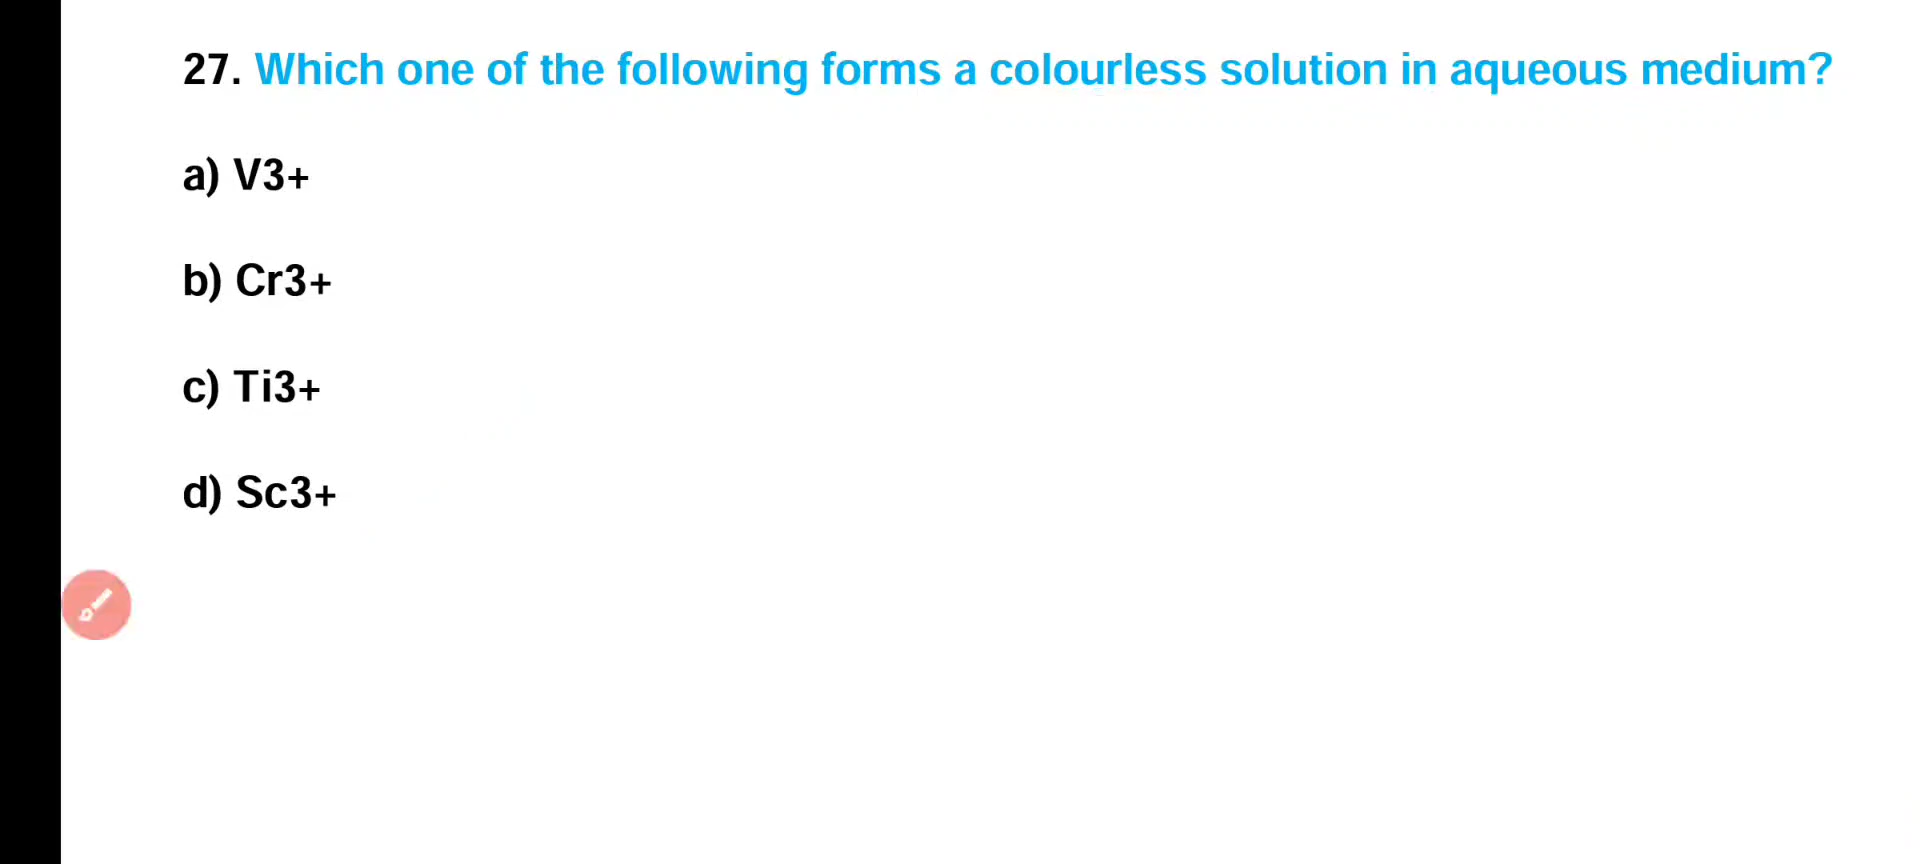 27. Which one of the following forms a colourless solution in aqueous medium?
a) V3+
b) Cr3+
c) Ti3+
d) Sc3+